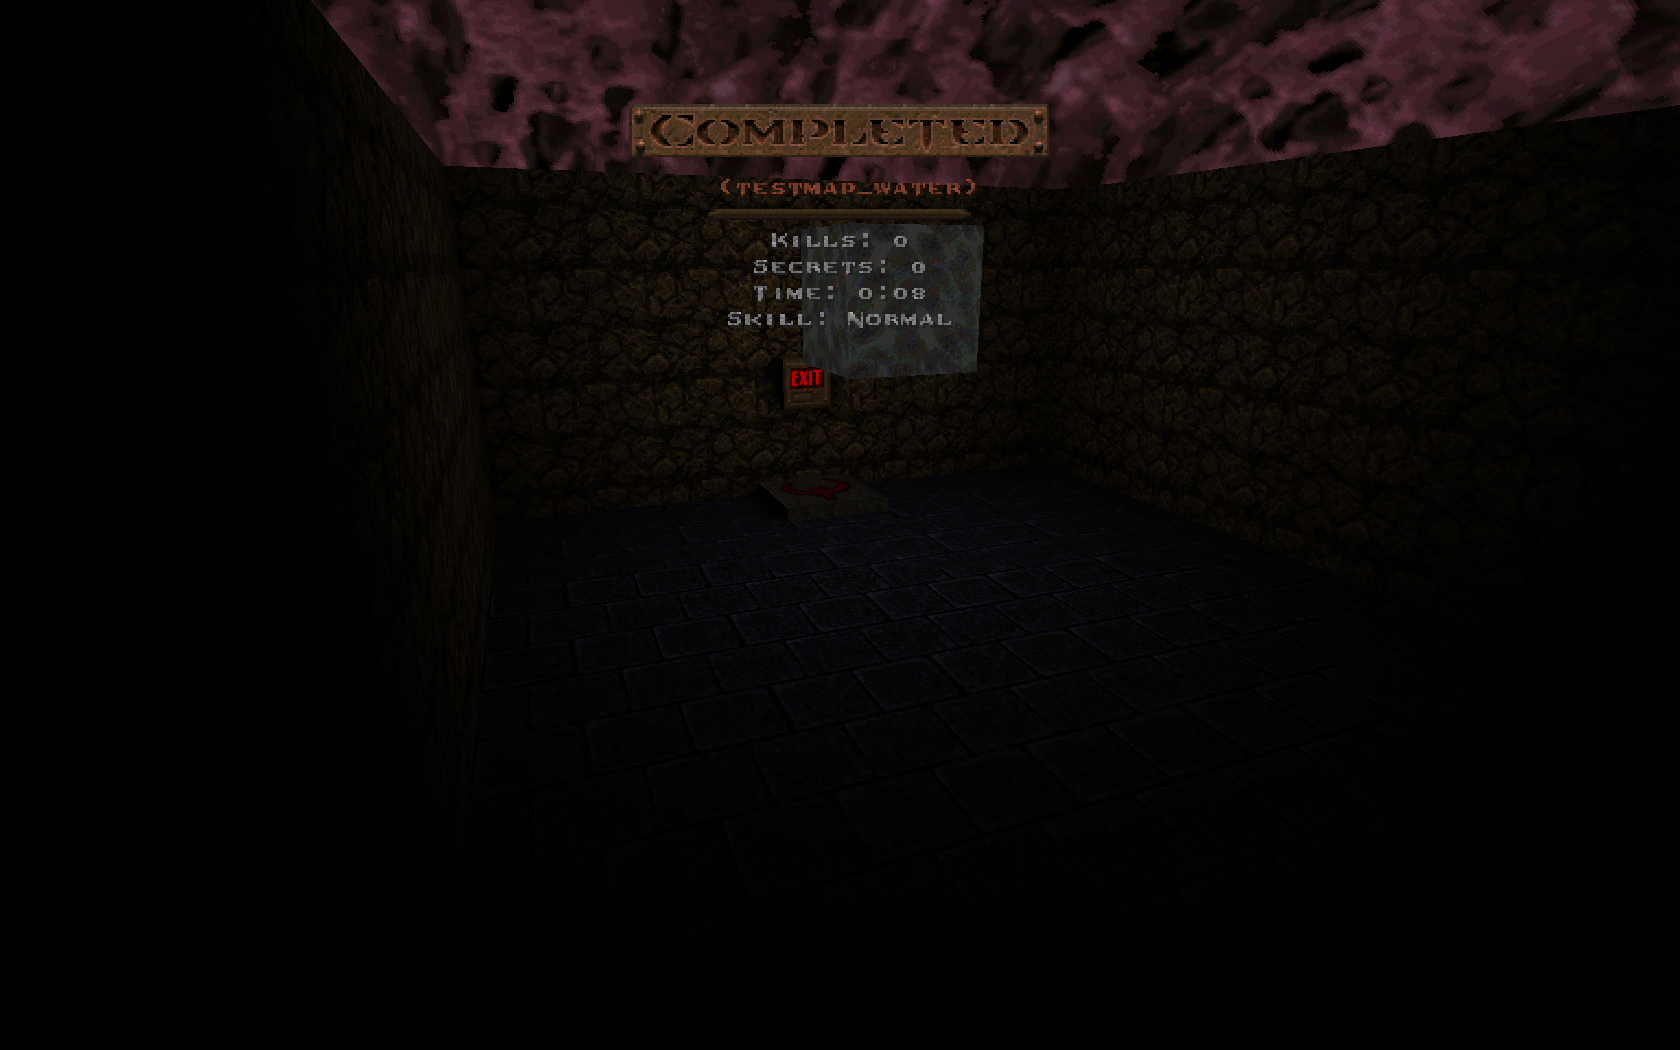 COMPLETED
(TESTMAP_WATER)
KILLS: 0
SECRETS: 0
TIME: 0:08
SKILL: NORMAL
EXIT